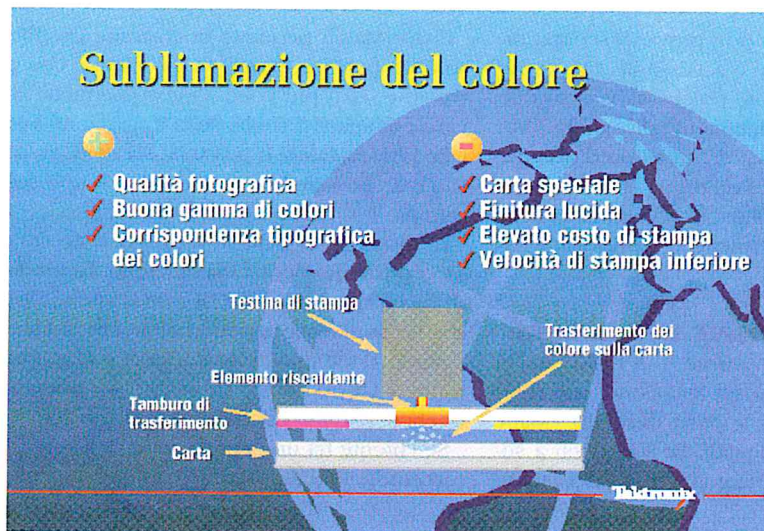 Sublimazione del colore
+
Qualità fotografica
Buona gamma di colori
Corrispondenza tipografica
dei colori
-
Carta speciale
Finitura lucida
Elevato costo di stampa
Velocità di stampa inferiore
Testina di stampa
Trasferimento del
colore sulla carta
Elemento riscaldante
Tamburo di
trasferimento
Carta
Tektronix